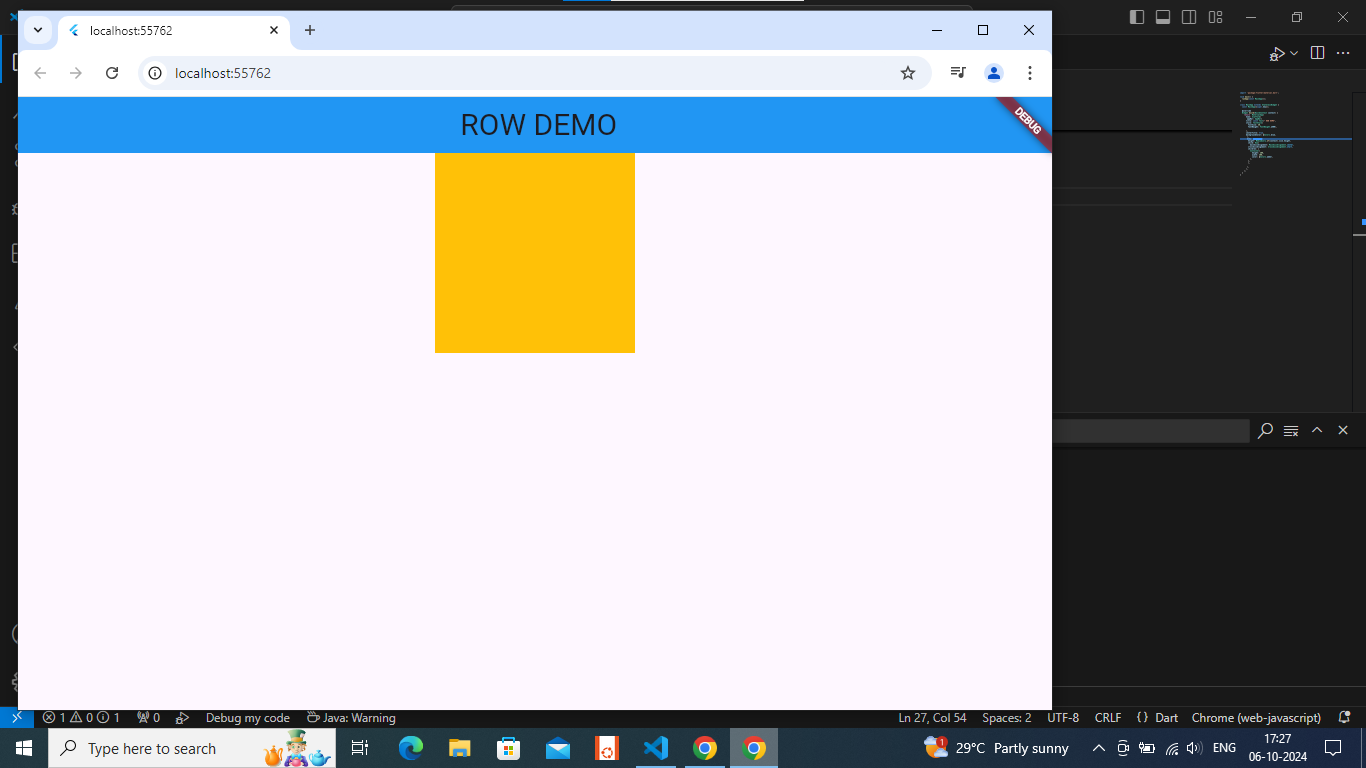 localhost:55762
localhost:55762
ROW DEMO
DEBUG
1 0 1 0 Debug my code Java: Warning
Ln 27, Col 54 Spaces: 2 UTF-8 CRLF {} Dart Chrome (web-javascript)
Type here to search
1 29°C Partly sunny ENG
17:27
06-10-2024